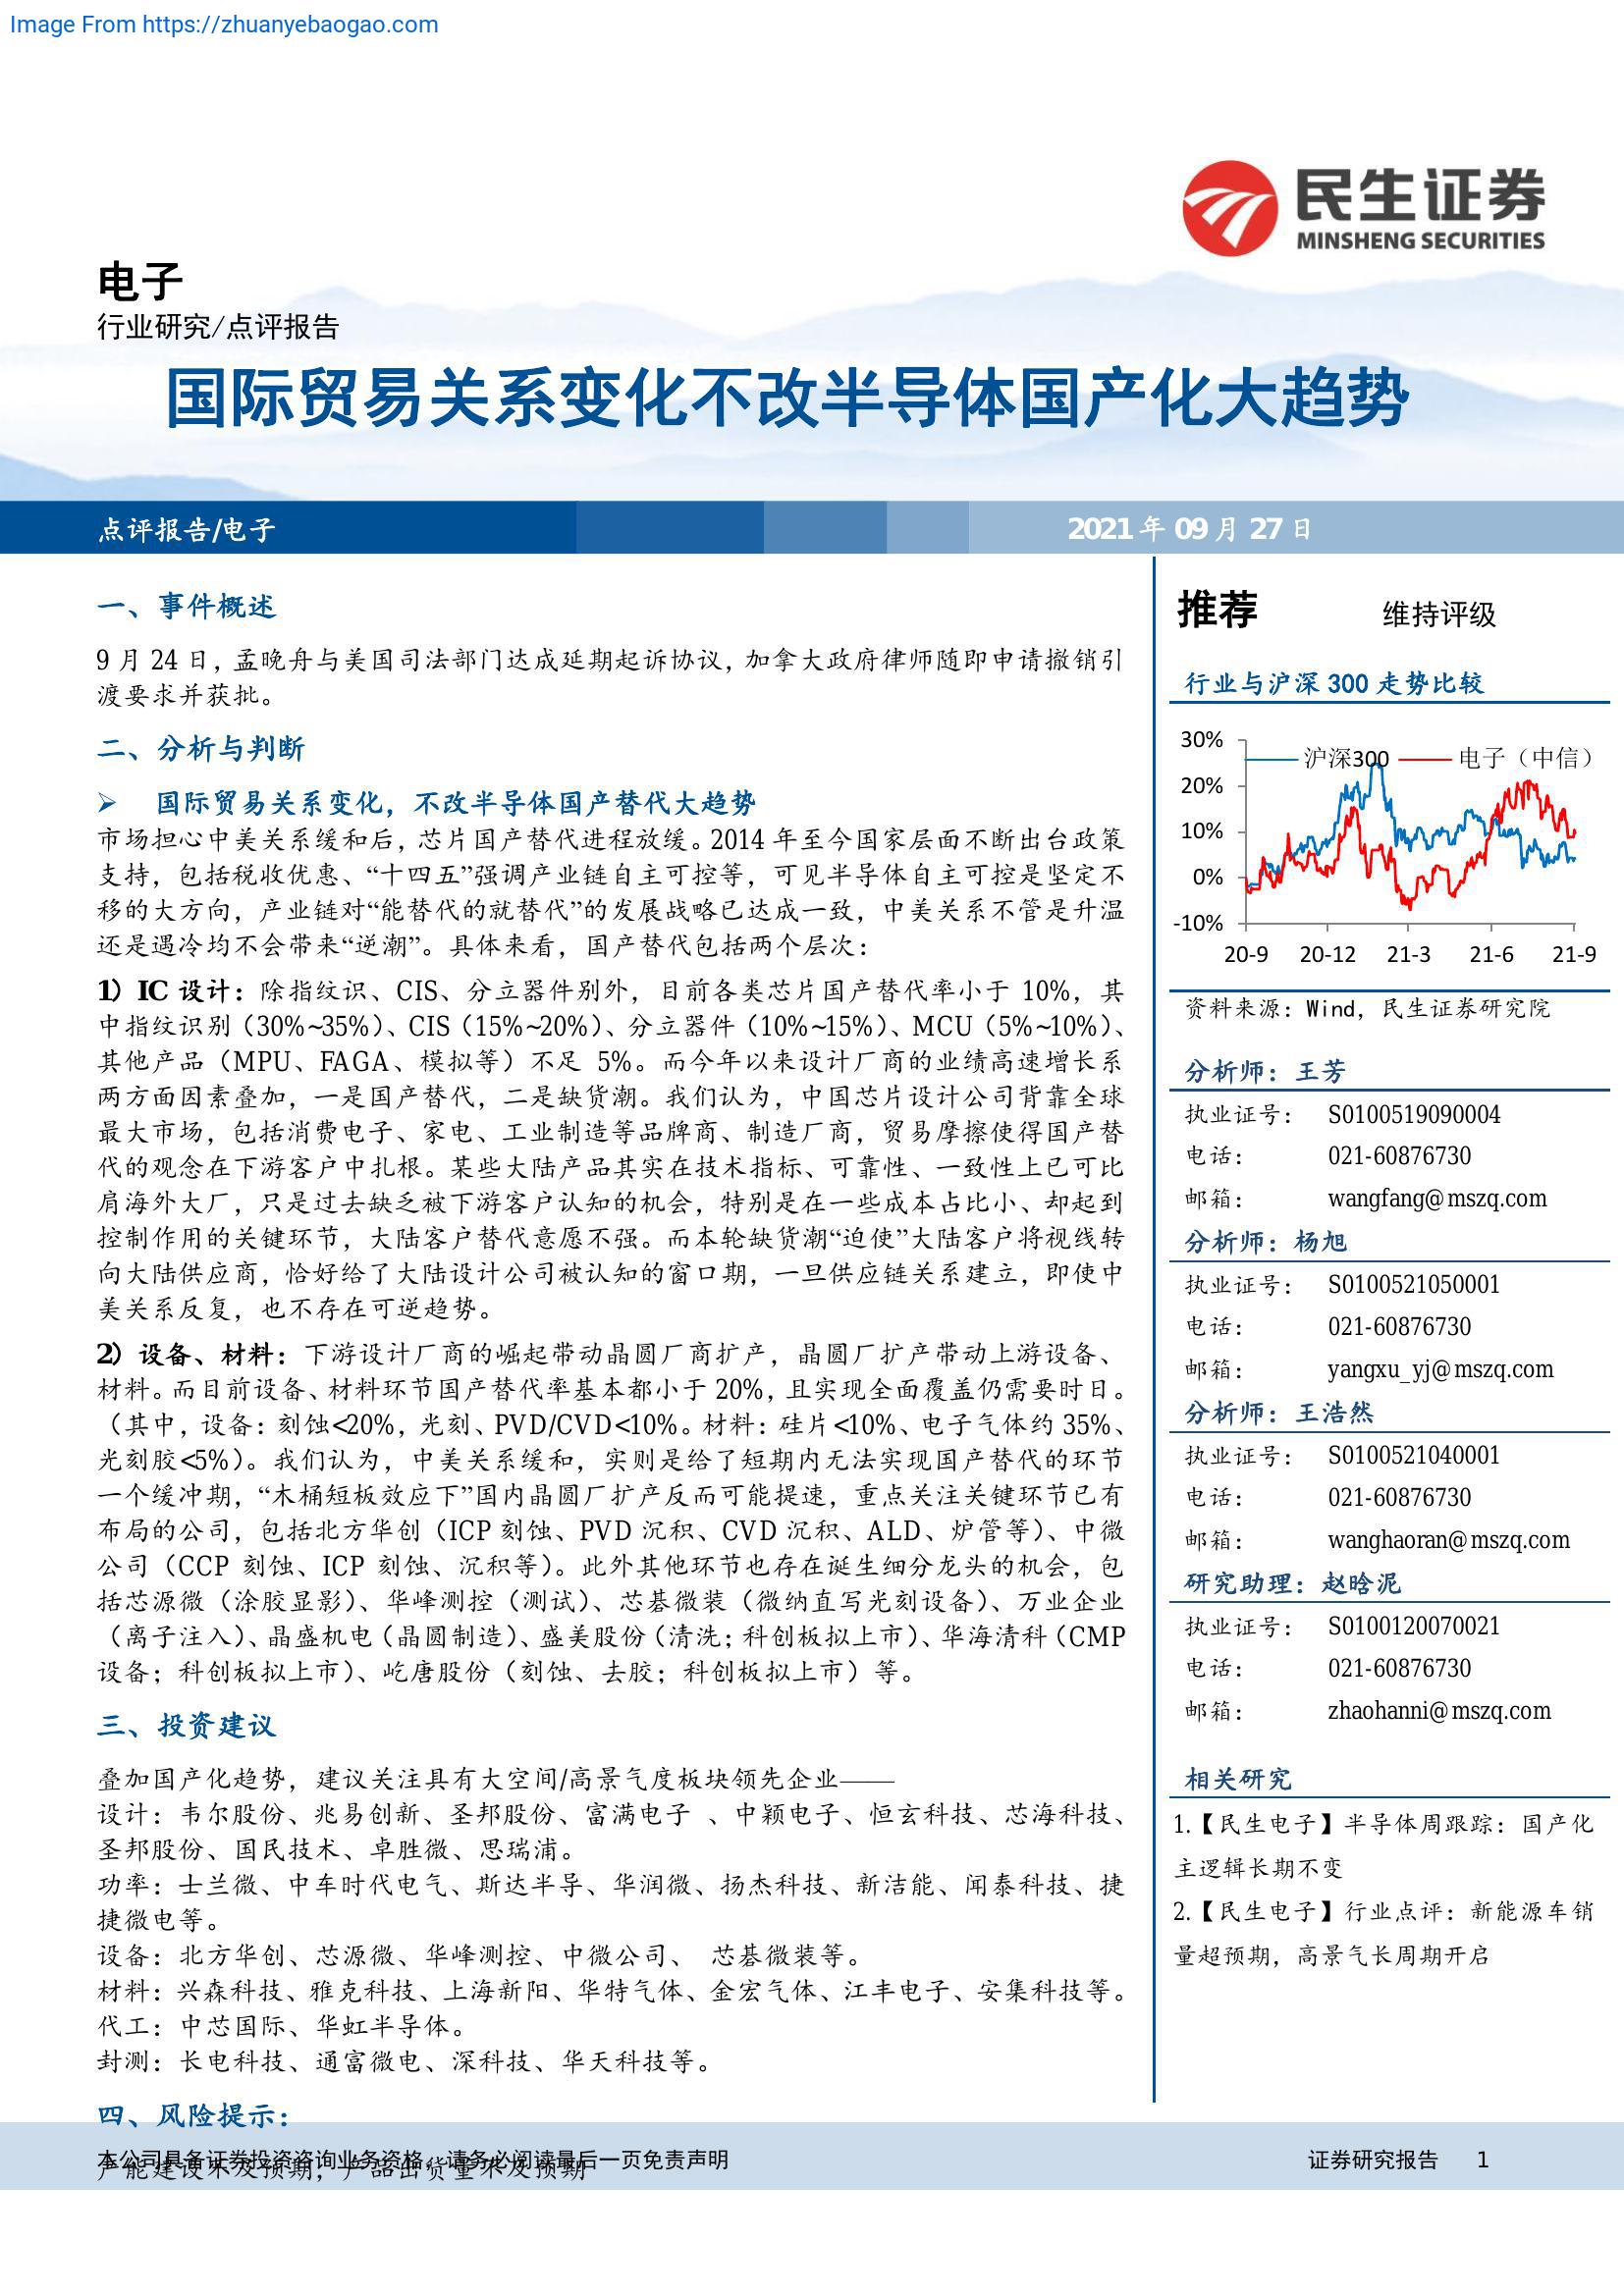 Image From https://zhuanyebaogao.com
民生证券
MINSHENG SECURITIES
电子
行业研究/点评报告
国际贸易关系变化不改半导体国产化大趋势
点评报告/电子
2021 年 09 月 27 日
一、事件概述
9 月 24 日，孟晚舟与美国司法部门达成延期起诉协议，加拿大政府律师随即申请撤销引
渡要求并获批。
二、分析与判断
➢ 国际贸易关系变化，不改半导体国产替代大趋势
市场担心中美关系缓和后，芯片国产替代进程放缓。2014 年至今国家层面不断出台政策
支持，包括税收优惠、“十四五”强调产业链自主可控等，可见半导体自主可控是坚定不
移的大方向，产业链对“能替代的就替代”的发展战略已达成一致，中美关系不管是升温
还是遇冷均不会带来“逆潮”。具体来看，国产替代包括两个层次：
1）IC 设计：除指纹识、CIS、分立器件别外，目前各类芯片国产替代率小于 10%，其
中指纹识别（30%~35%）、CIS（15%~20%）、分立器件（10%~15%）、MCU（5%~10%）、
其他产品（MPU、FAGA、模拟等）不足 5%。而今年以来设计厂商的业绩高速增长系
两方面因素叠加，一是国产替代，二是缺货潮。我们认为，中国芯片设计公司背靠全球
最大市场，包括消费电子、家电、工业制造等品牌商、制造厂商，贸易摩擦使得国产替
代的观念在下游客户中扎根。某些大陆产品其实在技术指标、可靠性、一致性上已可比
肩海外大厂，只是过去缺乏被下游客户认知的机会，特别是在一些成本占比小、却起到
控制作用的关键环节，大陆客户替代意愿不强。而本轮缺货潮“迫使”大陆客户将视线转
向大陆供应商，恰好给了大陆设计公司被认知的窗口期，一旦供应链关系建立，即使中
美关系反复，也不存在可逆趋势。
2）设备、材料：下游设计厂商的崛起带动晶圆厂商扩产，晶圆厂扩产带动上游设备、
材料。而目前设备、材料环节国产替代率基本都小于 20%，且实现全面覆盖仍需要时日。
（其中，设备：刻蚀<20%，光刻、PVD/CVD<10%。材料：硅片<10%、电子气体约 35%、
光刻胶<5%）。我们认为，中美关系缓和，实则是给了短期内无法实现国产替代的环节
一个缓冲期，“木桶短板效应下”国内晶圆厂扩产反而可能提速，重点关注关键环节已有
布局的公司，包括北方华创（ICP 刻蚀、PVD 沉积、CVD 沉积、ALD、炉管等）、中微
公司（CCP 刻蚀、ICP 刻蚀、沉积等）。此外其他环节也存在诞生细分龙头的机会，包
括芯源微（涂胶显影）、华峰测控（测试）、芯碁微装（微纳直写光刻设备）、万业企业
（离子注入）、晶盛机电（晶圆制造）、盛美股份（清洗；科创板拟上市）、华海清科（CMP
设备；科创板拟上市）、屹唐股份（刻蚀、去胶；科创板拟上市）等。
三、投资建议
叠加国产化趋势，建议关注具有大空间/高景气度板块领先企业——
设计：韦尔股份、兆易创新、圣邦股份、富满电子 、中颖电子、恒玄科技、芯海科技、
圣邦股份、国民技术、卓胜微、思瑞浦。
功率：士兰微、中车时代电气、斯达半导、华润微、扬杰科技、新洁能、闻泰科技、捷
捷微电等。
设备：北方华创、芯源微、华峰测控、中微公司、 芯碁微装等。
材料：兴森科技、雅克科技、上海新阳、华特气体、金宏气体、江丰电子、安集科技等。
代工：中芯国际、华虹半导体。
封测：长电科技、通富微电、深科技、华天科技等。
四、风险提示：
产能建设不及预期，产品出货量不及预期
推荐 维持评级
行业与沪深 300 走势比较
30%
20%
10%
0%
-10%
沪深300 电子（中信）
20-9 20-12 21-3 21-6 21-9
资料来源：Wind，民生证券研究院
分析师：王芳
执业证号： S0100519090004
电话： 021-60876730
邮箱： wangfang@mszq.com
分析师：杨旭
执业证号： S0100521050001
电话： 021-60876730
邮箱： yangxu_yj@mszq.com
分析师：王浩然
执业证号： S0100521040001
电话： 021-60876730
邮箱： wanghaoran@mszq.com
研究助理：赵晗泥
执业证号： S0100120070021
电话： 021-60876730
邮箱： zhaohanni@mszq.com
相关研究
1.【民生电子】半导体周跟踪：国产化
主逻辑长期不变
2.【民生电子】行业点评：新能源车销
量超预期，高景气长周期开启
本公司具备证券投资咨询业务资格，请务必阅读最后一页免责声明
证券研究报告 1